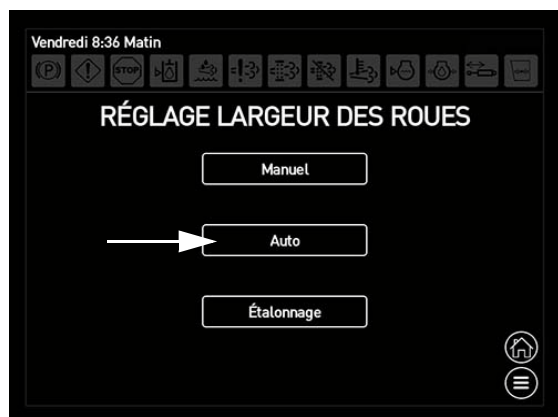 Vendredi 8:36 Matin
STOP
RÉGLAGE LARGEUR DES ROUES
Manuel
Auto
Étalonnage